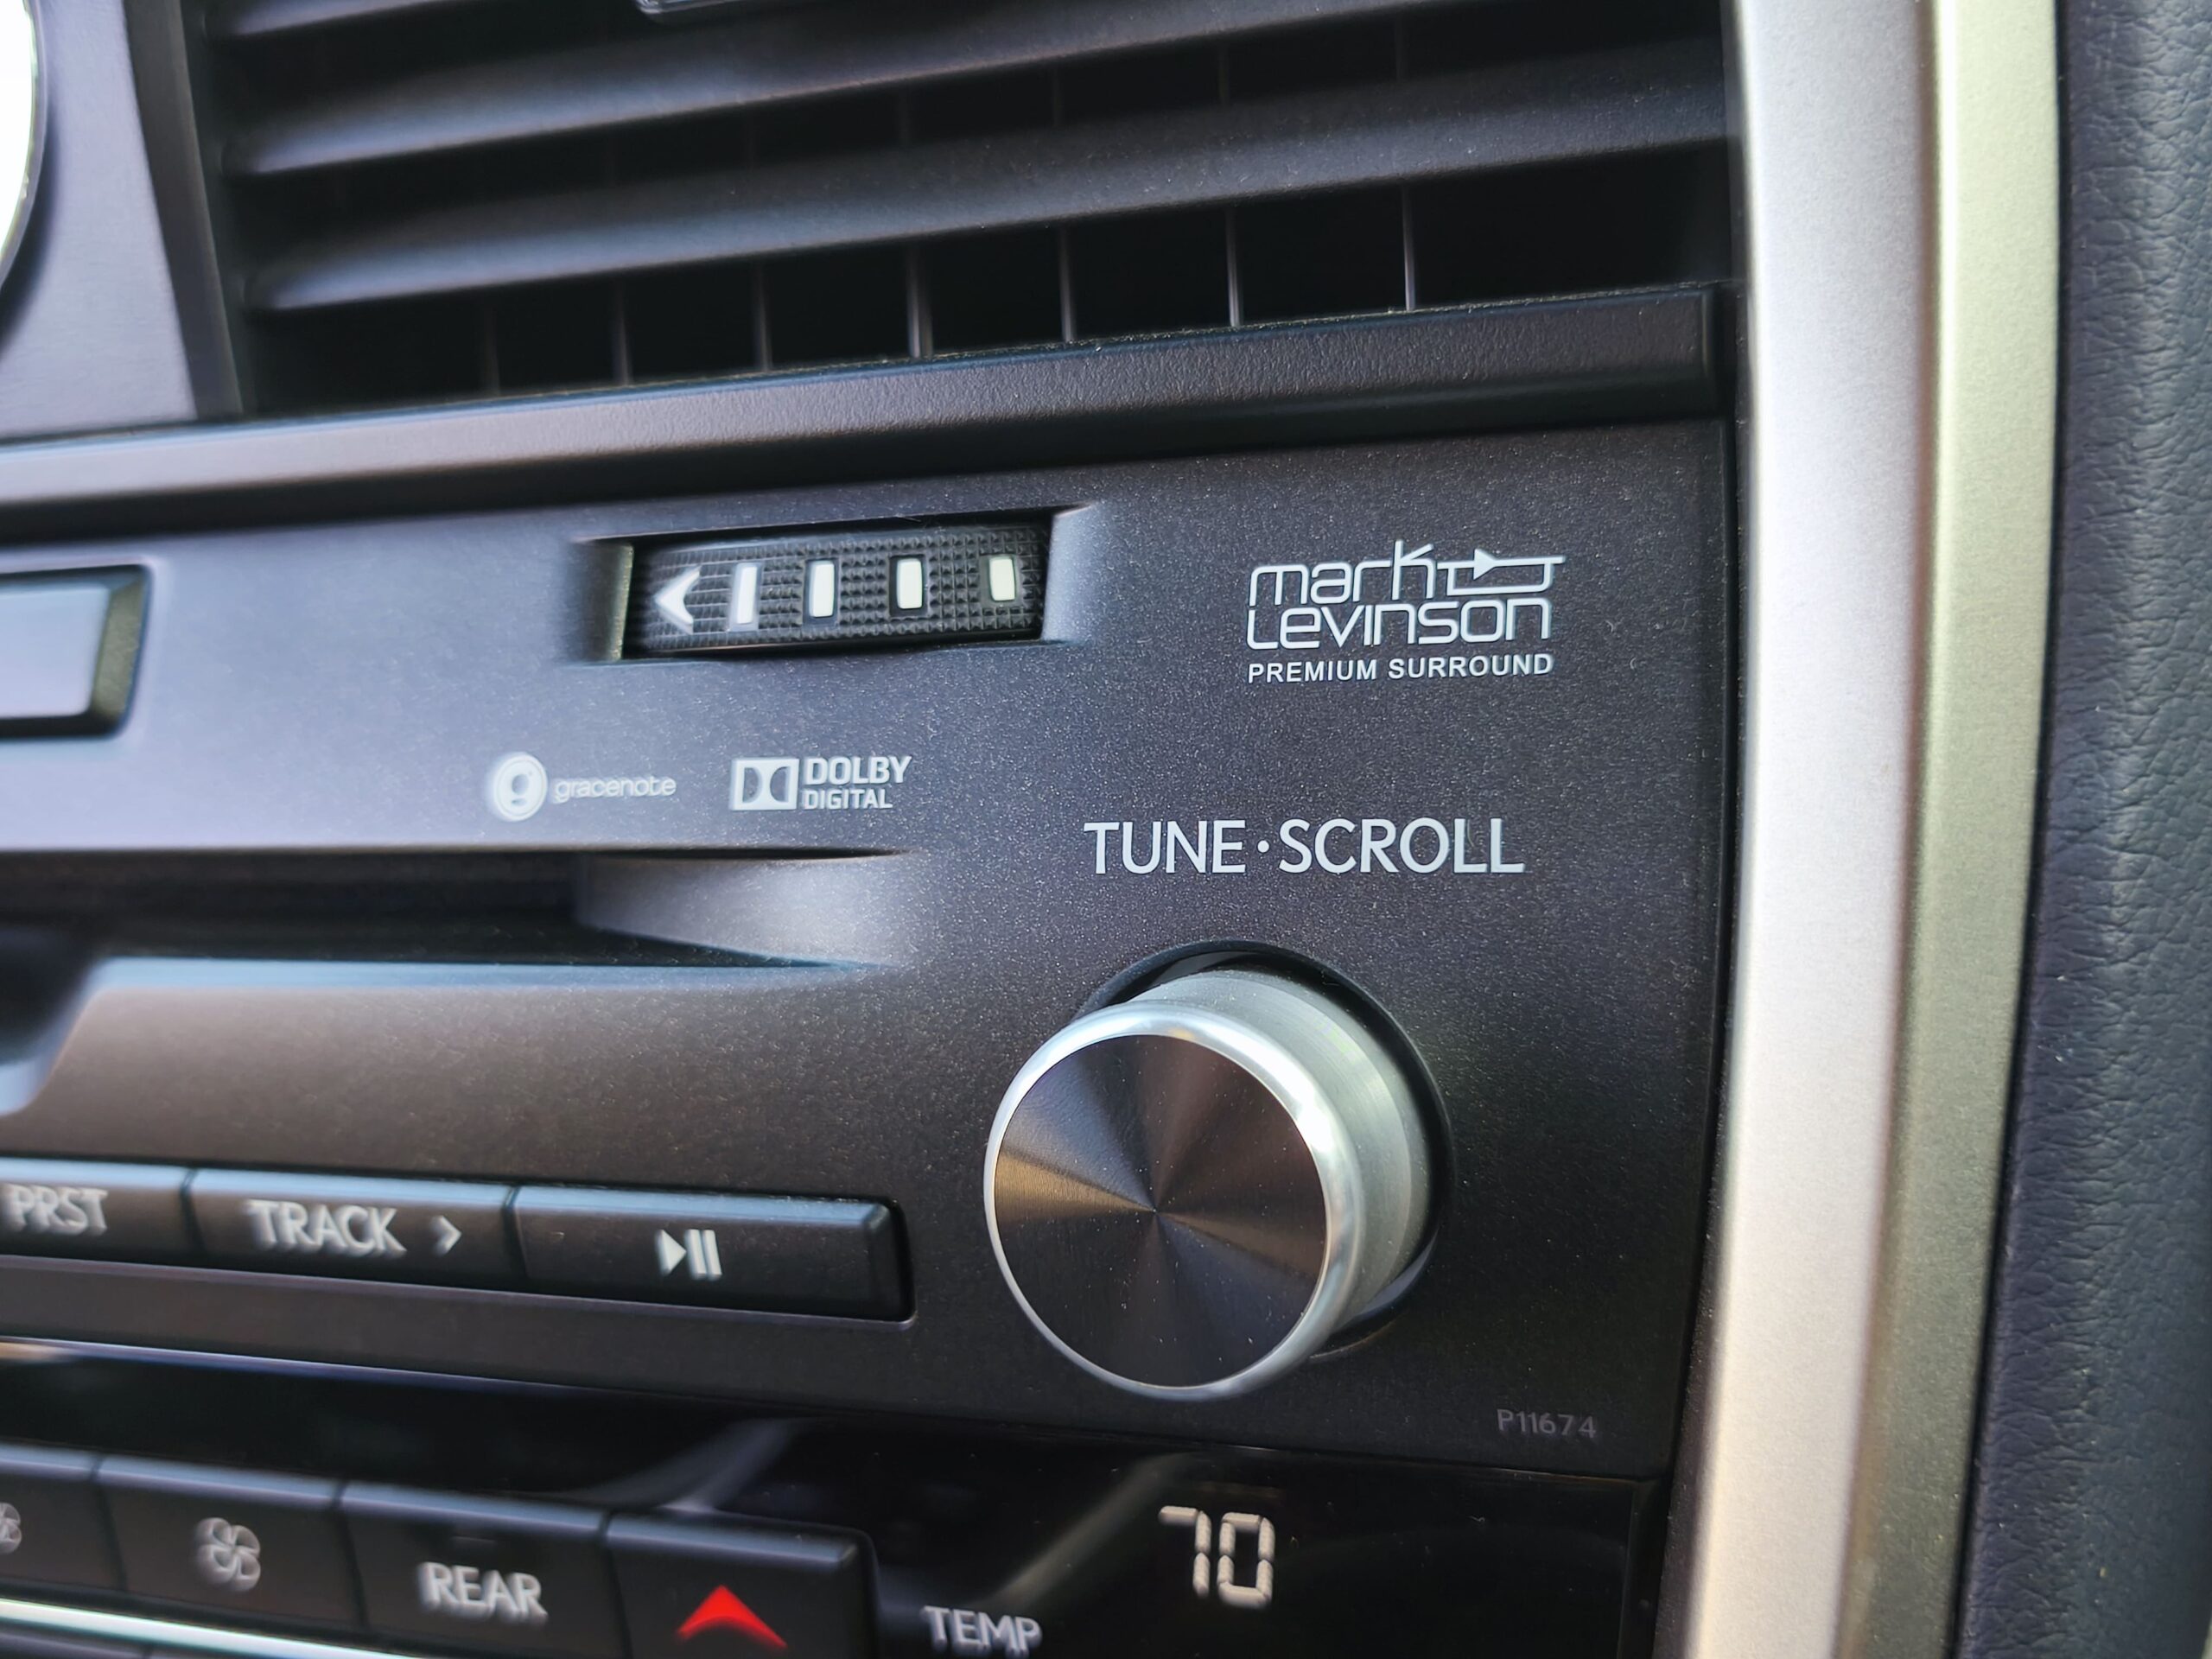 mark
Levinson
PREMIUM SURROUND
gracenote
DOLBY
DIGITAL
TUNE·SCROLL
PRST
TRACK >
P11674
70
REAR
TEMP